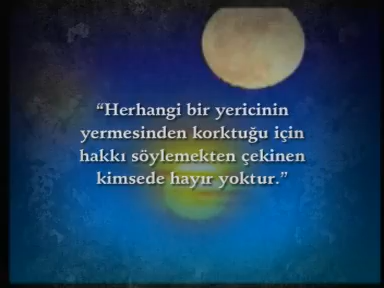 “Herhangi bir yericinin
yermesinden korktuğu için
hakkı söylemekten çekinen
kimsede hayır yoktur.”